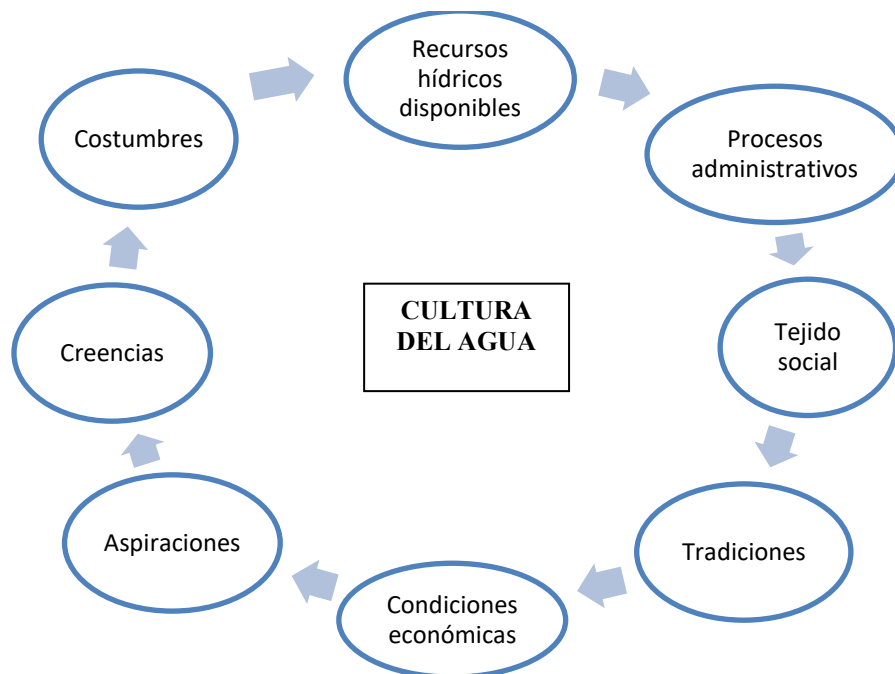 Recursos
hídricos
disponibles
Procesos
administrativos
Tejido
social
Tradiciones
Condiciones
económicas
Aspiraciones
Creencias
Costumbres
CULTURA
DEL AGUA